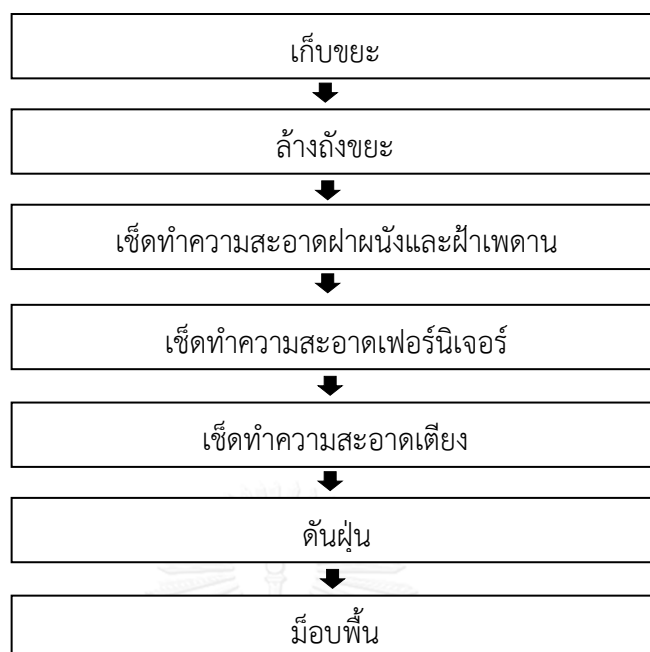 เก็บขยะ
ล้างถังขยะ
เช็ดทำความสะอาดฝาผนังและฝ้าเพดาน
เช็ดทำความสะอาดเฟอร์นิเจอร์
เช็ดทำความสะอาดเตียง
ดันฝุ่น
ม็อบพื้น